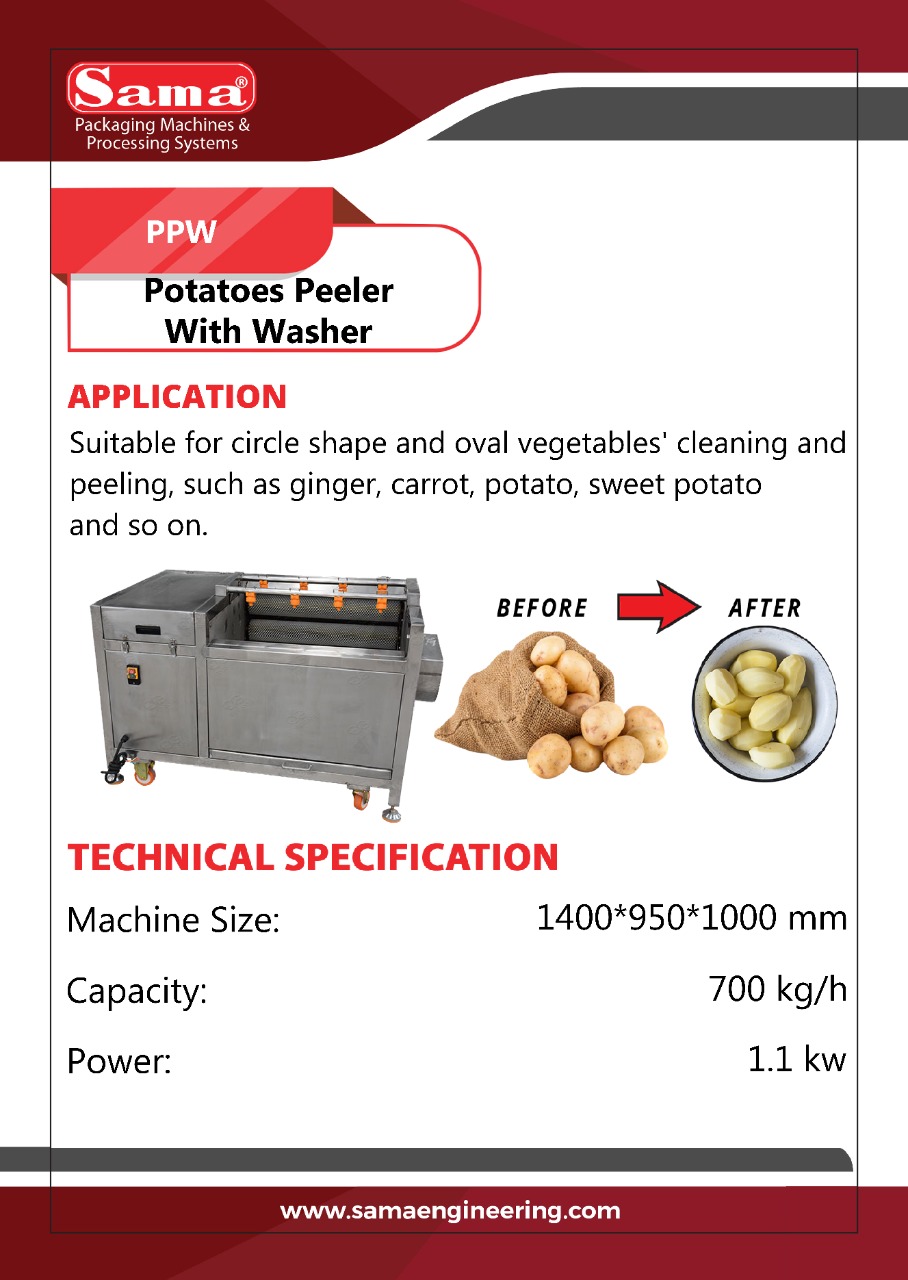 Sama®
Packaging Machines &
Processing Systems
PPW
Potatoes Peeler
With Washer
APPLICATION
Suitable for circle shape and oval vegetables' cleaning and
peeling, such as ginger, carrot, potato, sweet potato
and so on.
BEFORE
AFTER
TECHNICAL SPECIFICATION
Machine Size: 1400*950*1000 mm
Capacity: 700 kg/h
Power: 1.1 kw
www.samaengineering.com